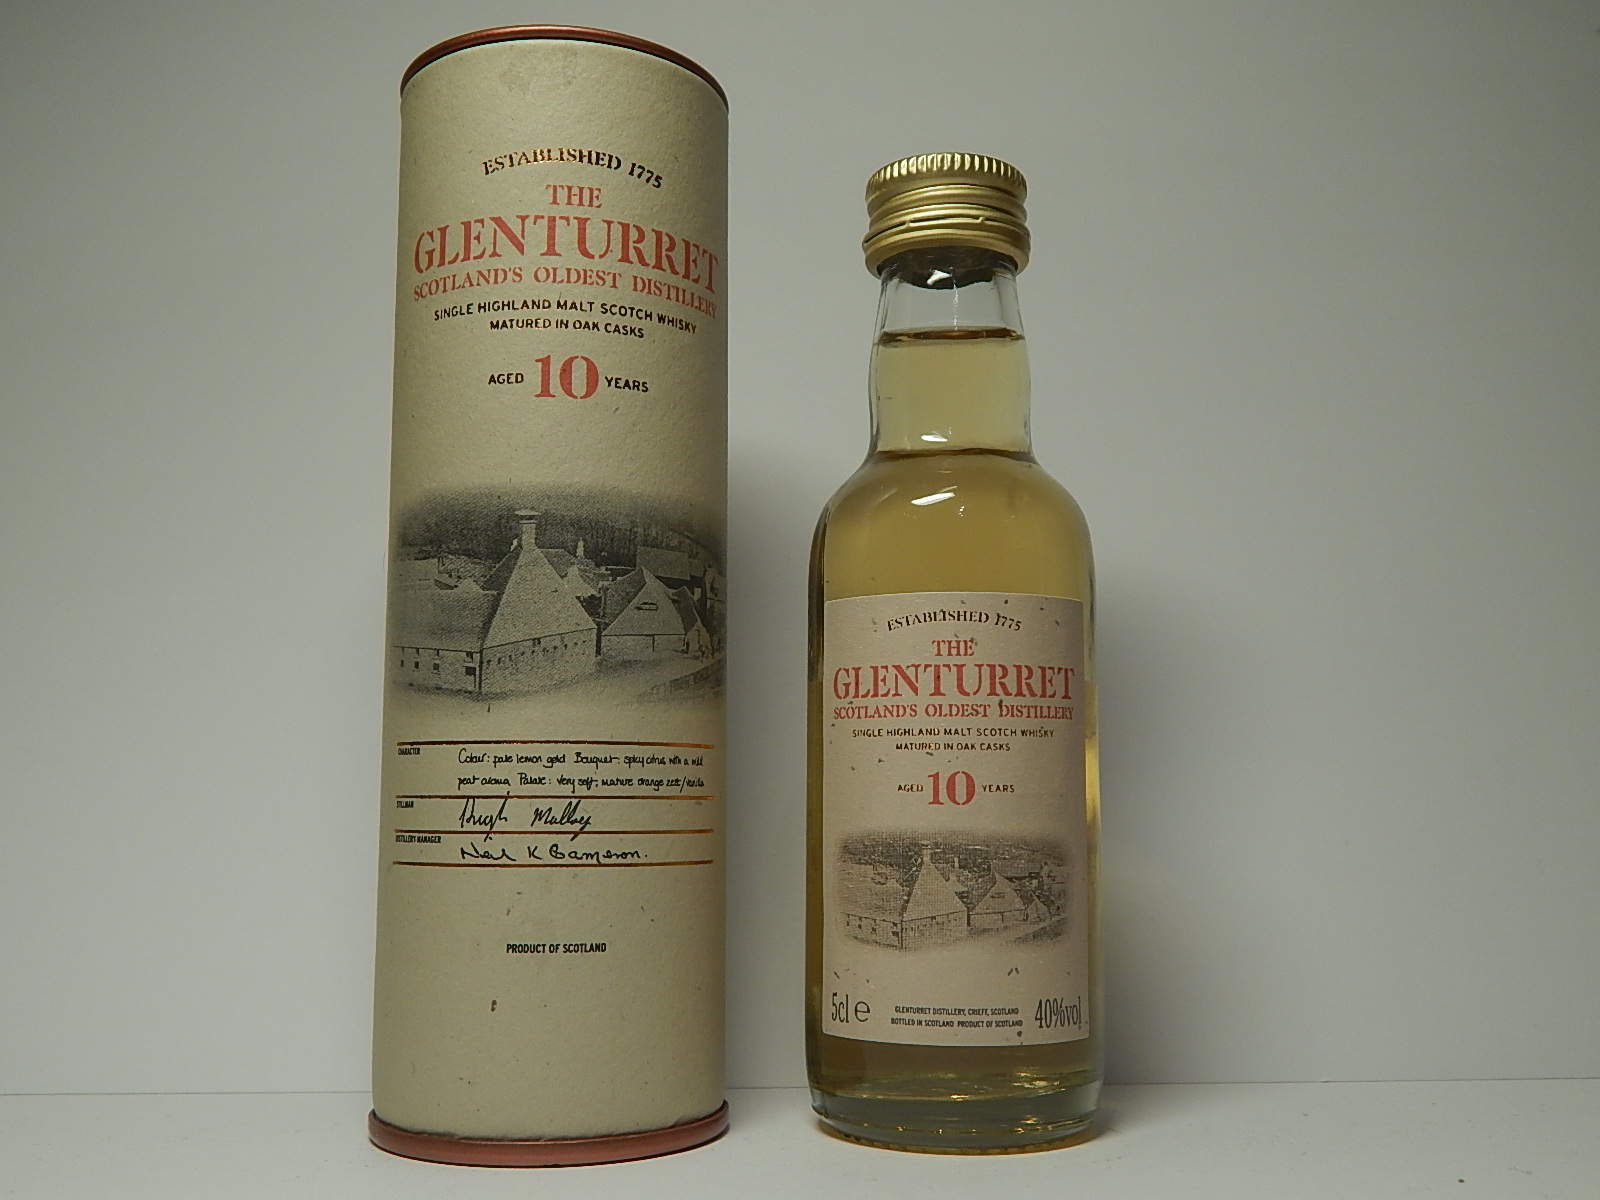 ESTABLISHED 1775
THE
GLENTURRET
SCOTLAND'S OLDEST DISTILLERY
SINGLE HIGHLAND MALT SCOTCH WHISKY
MATURED IN OAK CASKS
AGED 10 YEARS
CHARACTER
Colour: pale lemon gold Bouquet: spicy citrus with a mild
peat aroma, Palate: very soft, mature orange zest/vanilla
STILLMAN
Hugh Malloy
DISTILLERY MANAGER
Neil K Cameron.
PRODUCT OF SCOTLAND
ESTABLISHED 1775
THE
GLENTURRET
SCOTLAND'S OLDEST DISTILLERY
SINGLE HIGHLAND MALT SCOTCH WHISKY
MATURED IN OAK CASKS
AGED 10 YEARS
5cl e
GLENTURRET DISTILLERY, CRIEFF, SCOTLAND
BOTTLED IN SCOTLAND PRODUCT OF SCOTLAND
40%vol